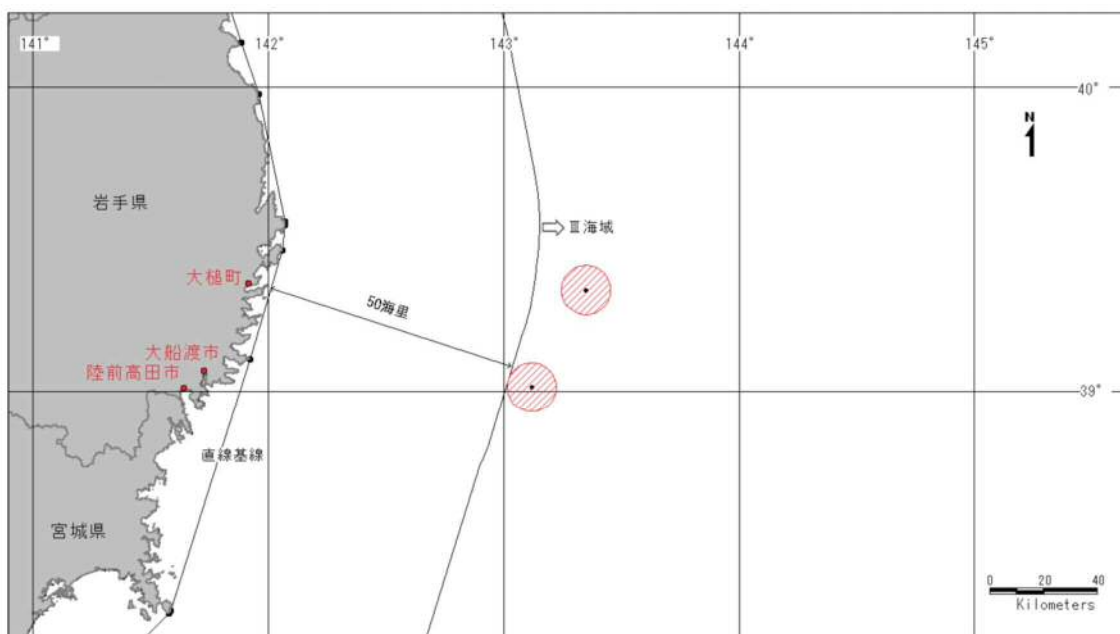 141°
142°
143°
144°
145°
40°
N
岩手県
Ⅲ海域
大槌町
50海里
大船渡市
陸前高田市
39°
直線基線
宮城県
0 20 40
Kilometers